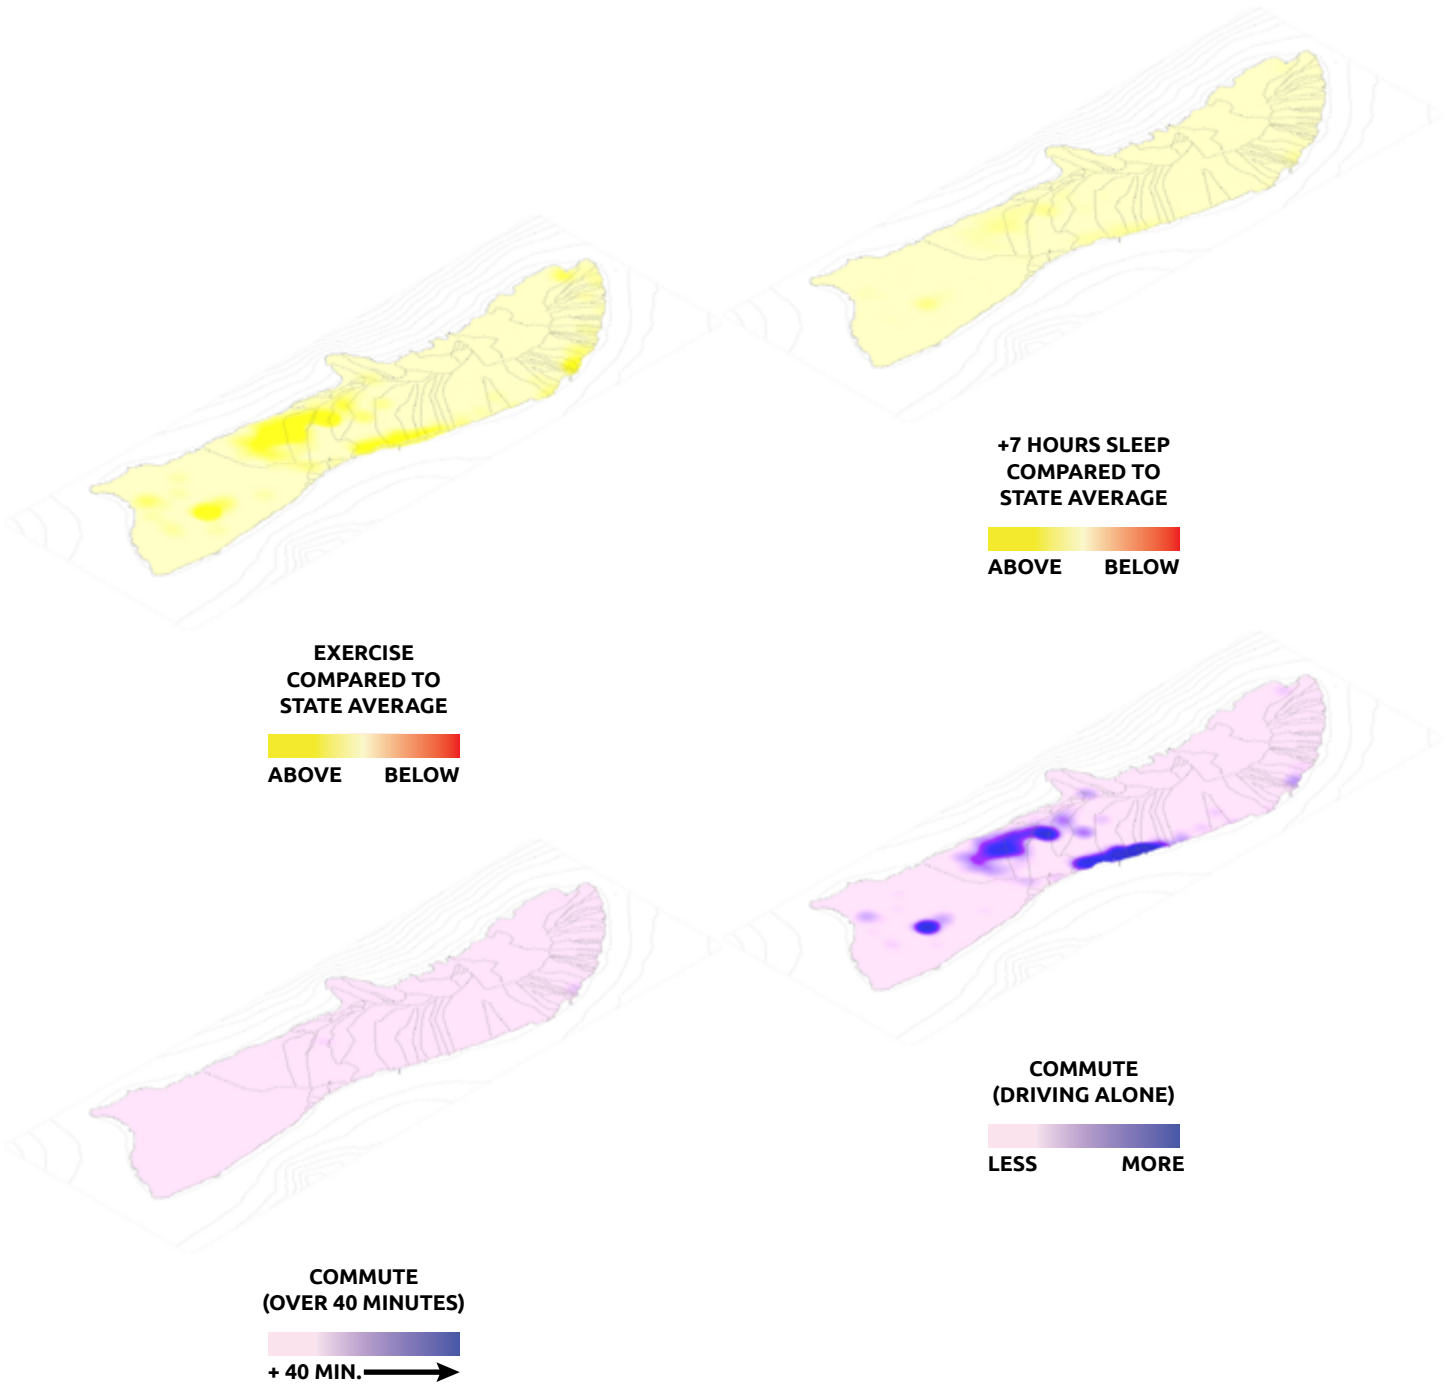 +7 HOURS SLEEP
COMPARED TO
STATE AVERAGE
ABOVE BELOW
EXERCISE
COMPARED TO
STATE AVERAGE
ABOVE BELOW
COMMUTE
(DRIVING ALONE)
LESS MORE
COMMUTE
(OVER 40 MINUTES)
+ 40 MIN.